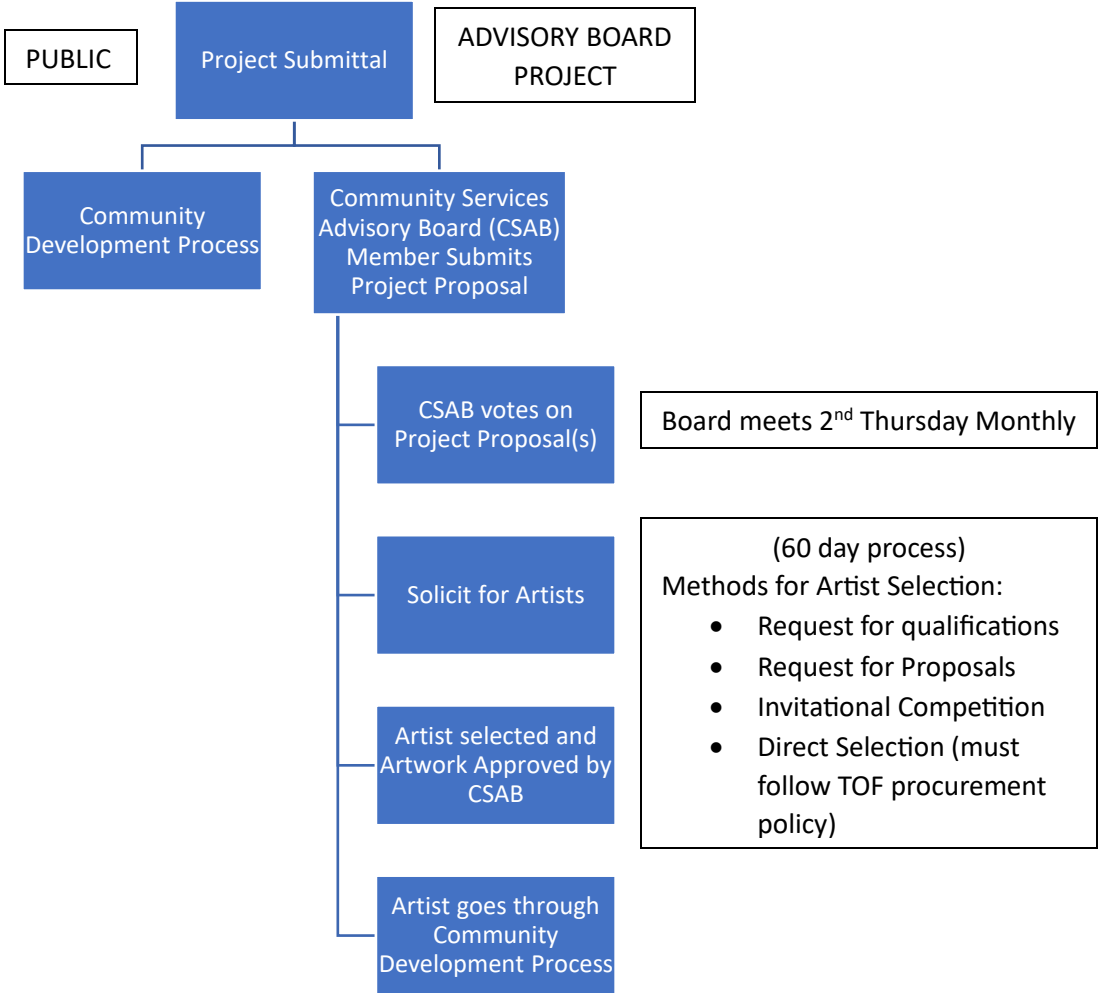 PUBLIC
Project Submittal
ADVISORY BOARD
PROJECT
Community
Development Process
Community Services
Advisory Board (CSAB)
Member Submits
Project Proposal
CSAB votes on
Project Proposal(s)
Board meets 2nd Thursday Monthly
Solicit for Artists
(60 day process)
Methods for Artist Selection:
• Request for qualifications
• Request for Proposals
• Invitational Competition
• Direct Selection (must
follow TOF procurement
policy)
Artist selected and
Artwork Approved by
CSAB
Artist goes through
Community
Development Process